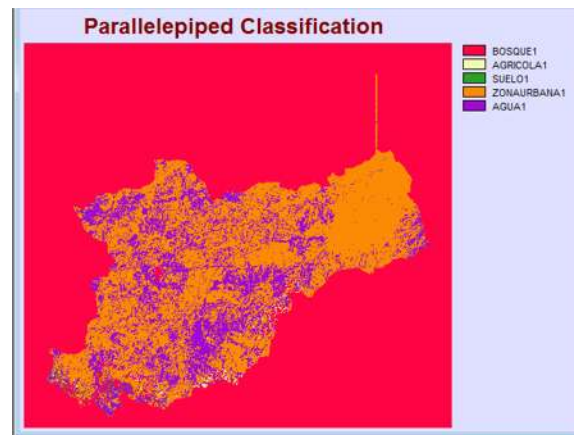 Parallelepiped Classification
BOSQUE1
AGRICOLA1
SUELO1
ZONAURBANA1
AGUA1